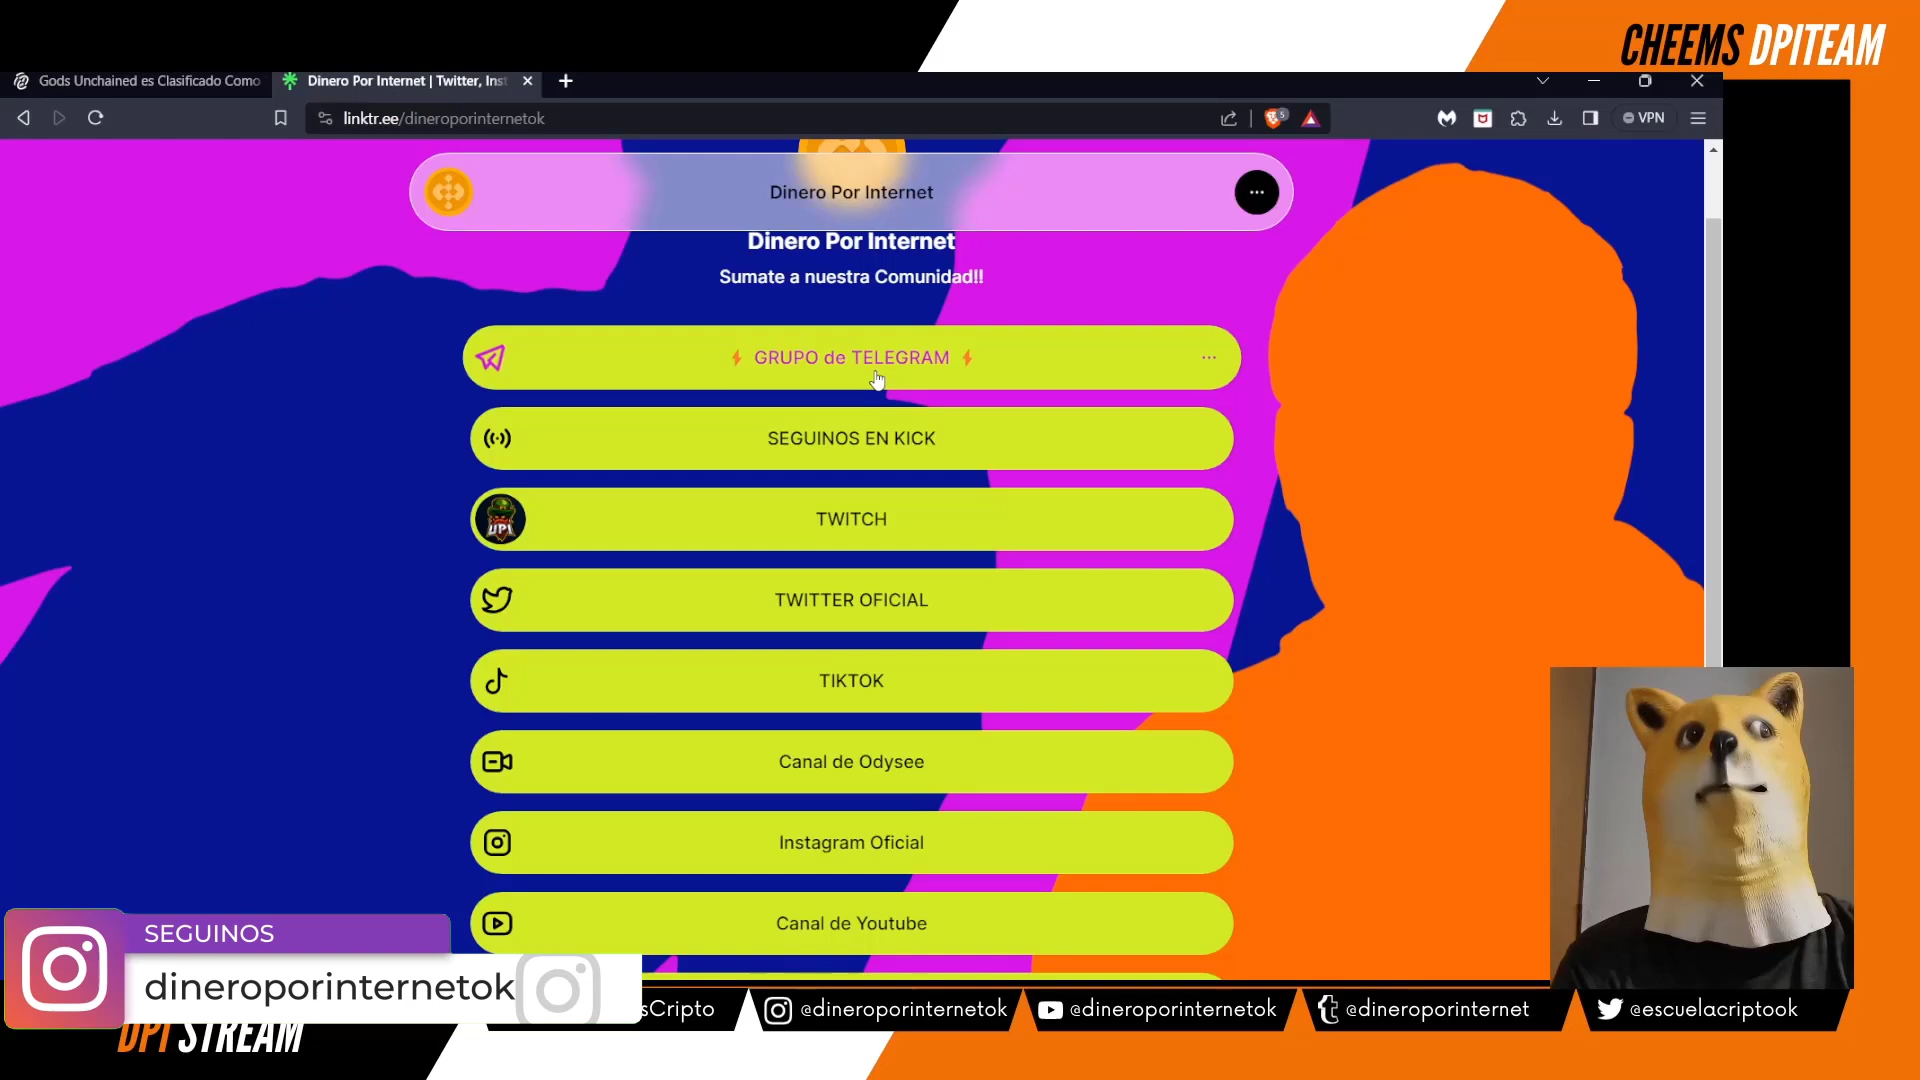 CHEEMS DPITEAM
Gods Unchained es Clasificado Como
Dinero Por Internet | Twitter, Inst
linktr.ee/dineroporinternetok
5
VPN
Dinero Por Internet
Dinero Por Internet
Sumate a nuestra Comunidad!!
GRUPO de TELEGRAM
SEGUINOS EN KICK
TWITCH
UPI
TWITTER OFICIAL
TIKTOK
Canal de Odysee
Instagram Oficial
Canal de Youtube
SEGUINOS
dineroporinternetok
sCripto
@dineroporinternetok
@dineroporinternetok
@dineroporinternet
@escuelacriptook
DPI STREAM